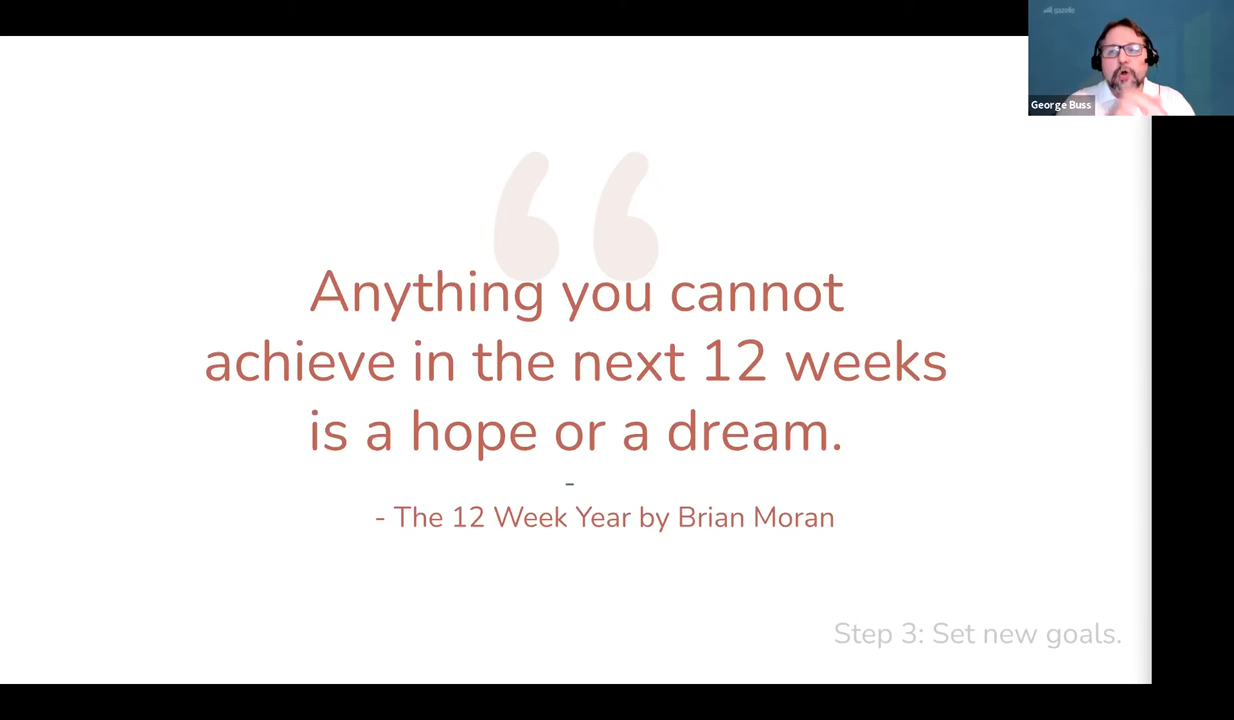 gazelle
George Buss
“
Anything you cannot
achieve in the next 12 weeks
is a hope or a dream.
-
- The 12 Week Year by Brian Moran
Step 3: Set new goals.